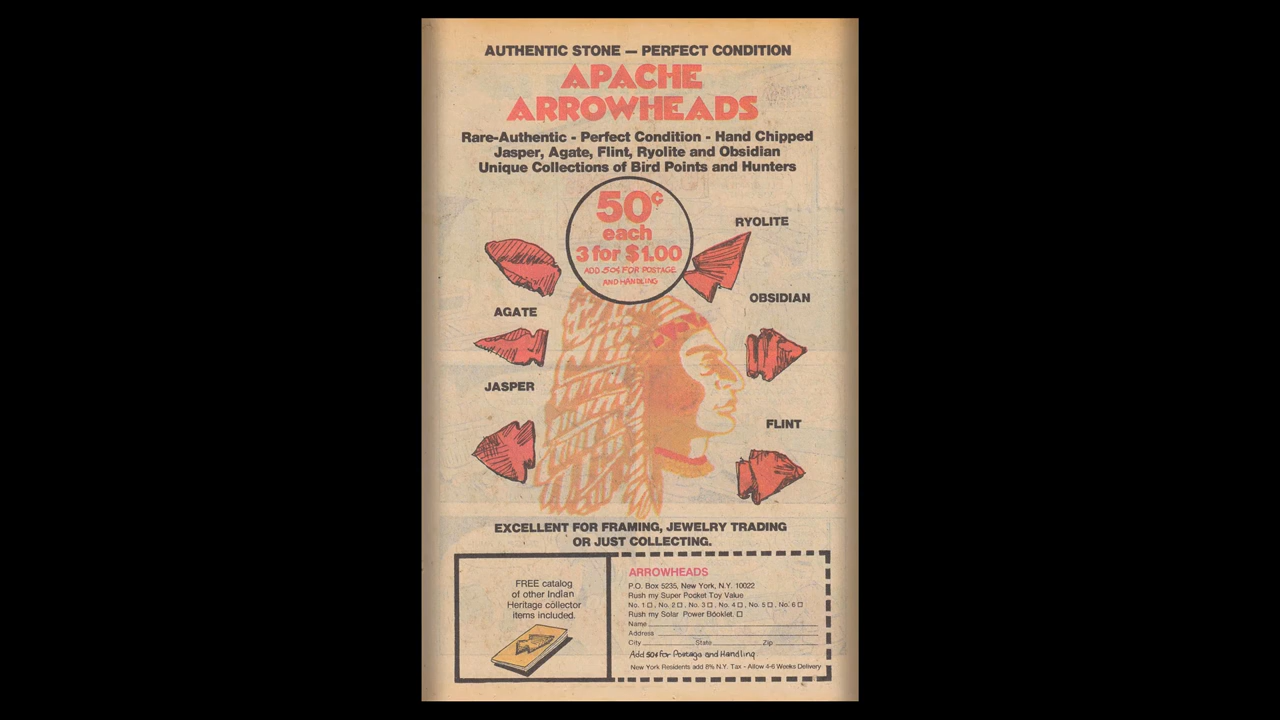 AUTHENTIC STONE — PERFECT CONDITION
APACHE
ARROWHEADS
Rare-Authentic - Perfect Condition - Hand Chipped
Jasper, Agate, Flint, Ryolite and Obsidian
Unique Collections of Bird Points and Hunters
50¢
each
3 for $1.00
ADD 50¢ FOR POSTAGE
AND HANDLING
RYOLITE
OBSIDIAN
AGATE
JASPER
FLINT
EXCELLENT FOR FRAMING, JEWELRY TRADING
OR JUST COLLECTING.
FREE catalog
of other Indian
Heritage collector
items included.
ARROWHEADS
P.O. Box 5235, New York, N.Y. 10022
Rush my Super Pocket Toy Value
No. 1 □, No. 2 □, No. 3 □, No. 4 □, No. 5 □, No. 6 □
Rush my Solar Power Booklet. □
Name
Address
City State Zip
Add 50¢ for Postage and Handling
New York Residents add 8% N.Y. Tax - Allow 4-6 Weeks Delivery